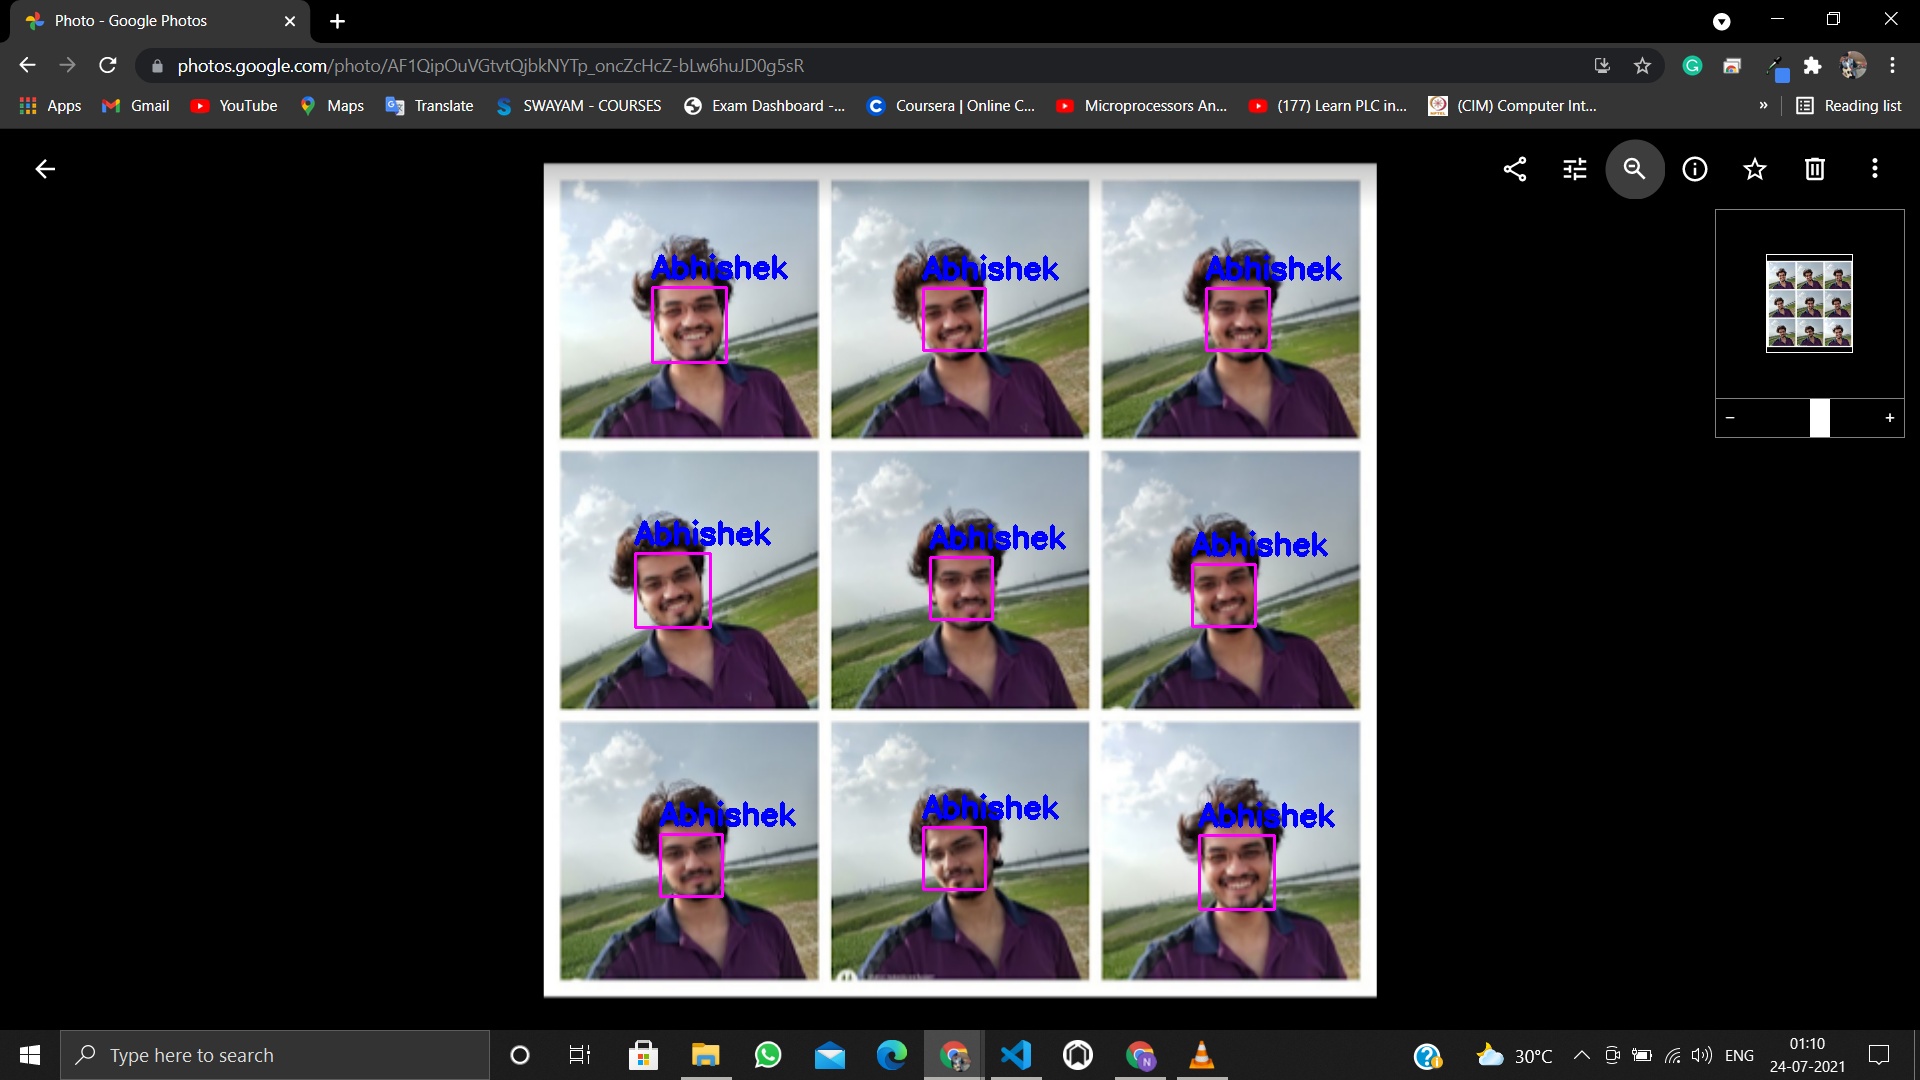 Photo - Google Photos
photos.google.com/photo/AF1QipOuVGtvtQjbkNYTp_oncZcHcZ-bLw6huJD0g5sR
Apps Gmail YouTube Maps Translate SWAYAM - COURSES Exam Dashboard -... Coursera | Online C... Microprocessors An... (177) Learn PLC in... (CIM) Computer Int... » Reading list
Abhishek Abhishek Abhishek
- +
Abhishek Abhishek Abhishek
Abhishek Abhishek Abhishek
Type here to search
30°C ENG
01:10
24-07-2021